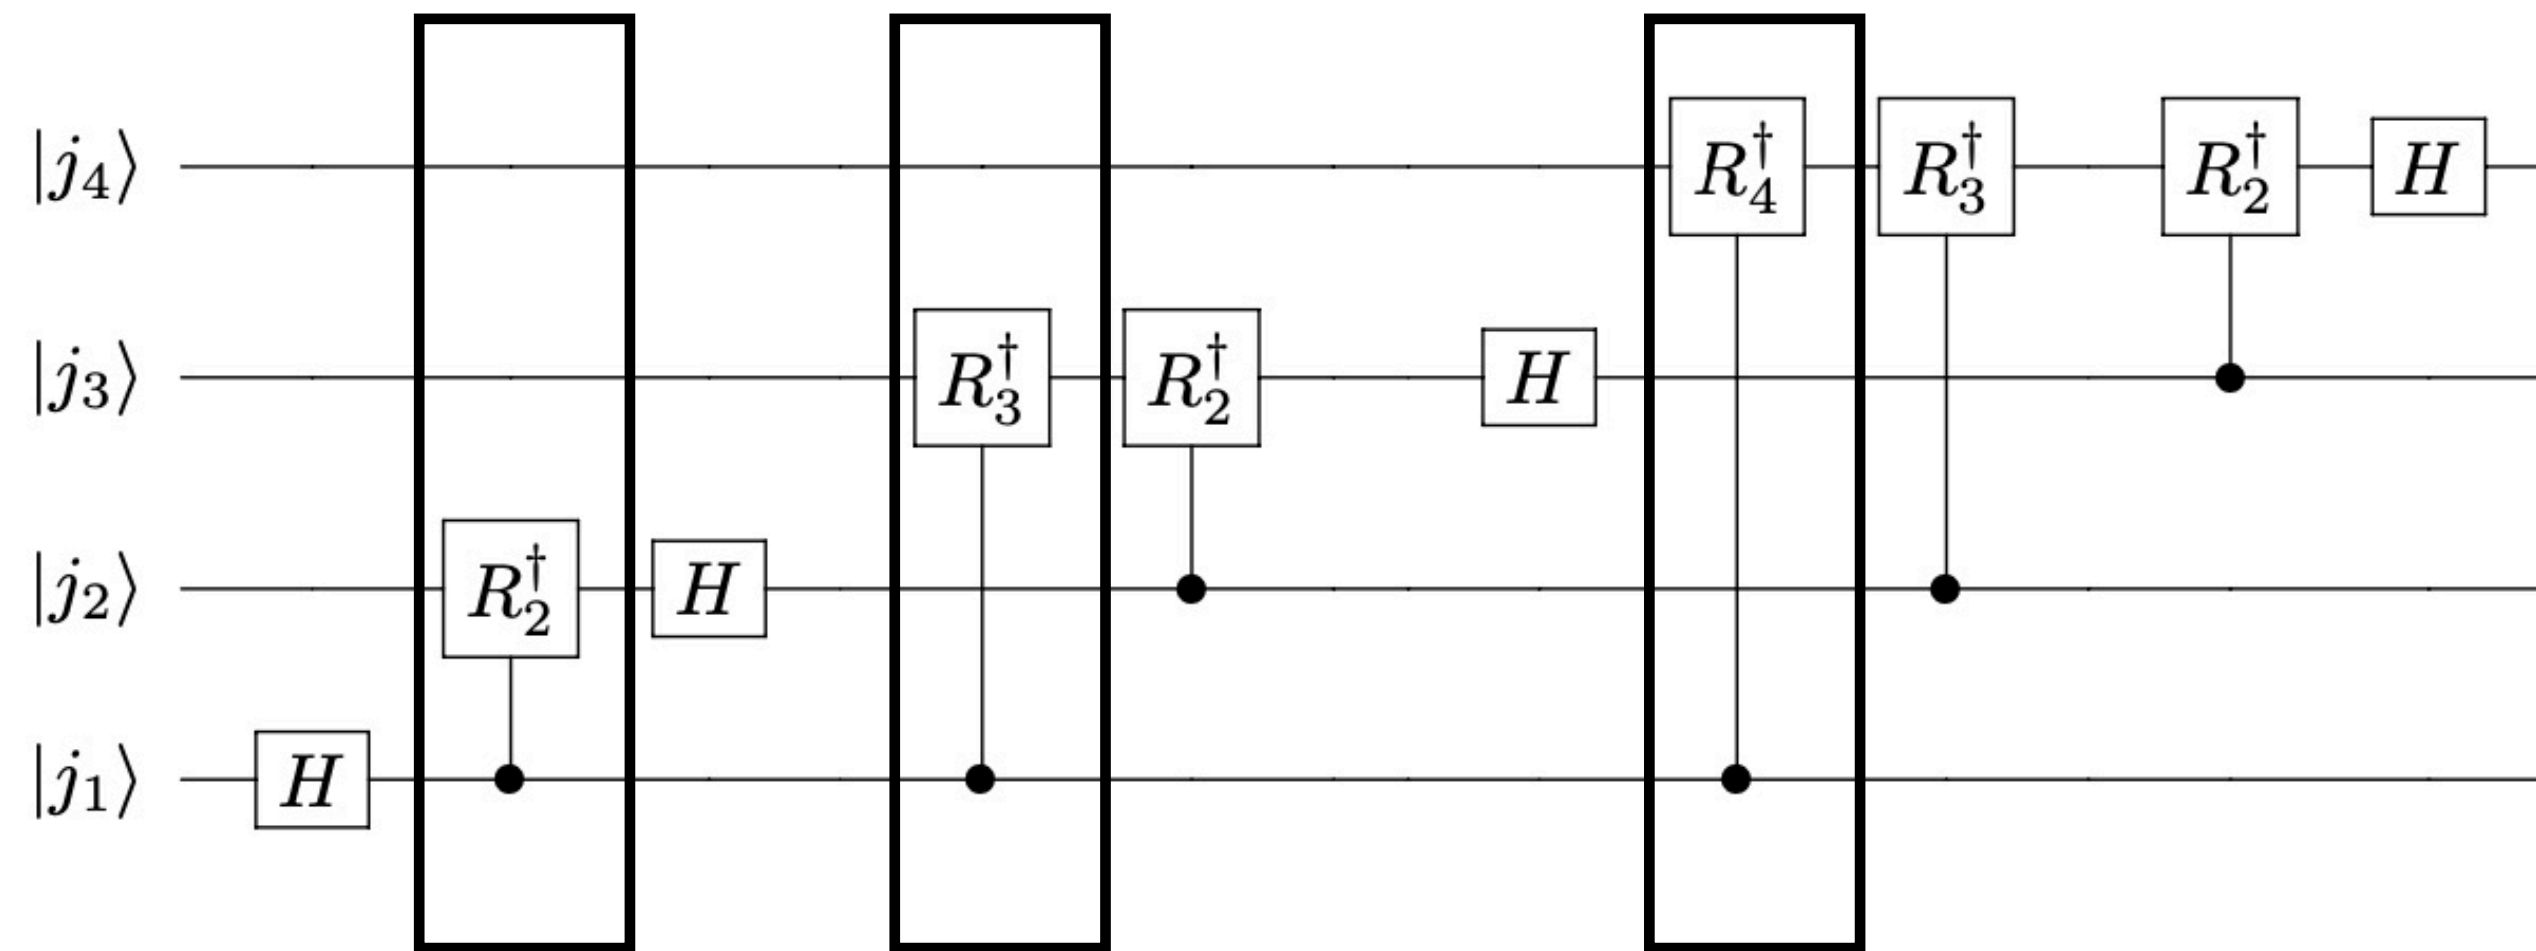 |j₄⟩ R₄† R₃† R₂† H
|j₃⟩ R₃† R₂† H
|j₂⟩ R₂† H
|j₁⟩ H